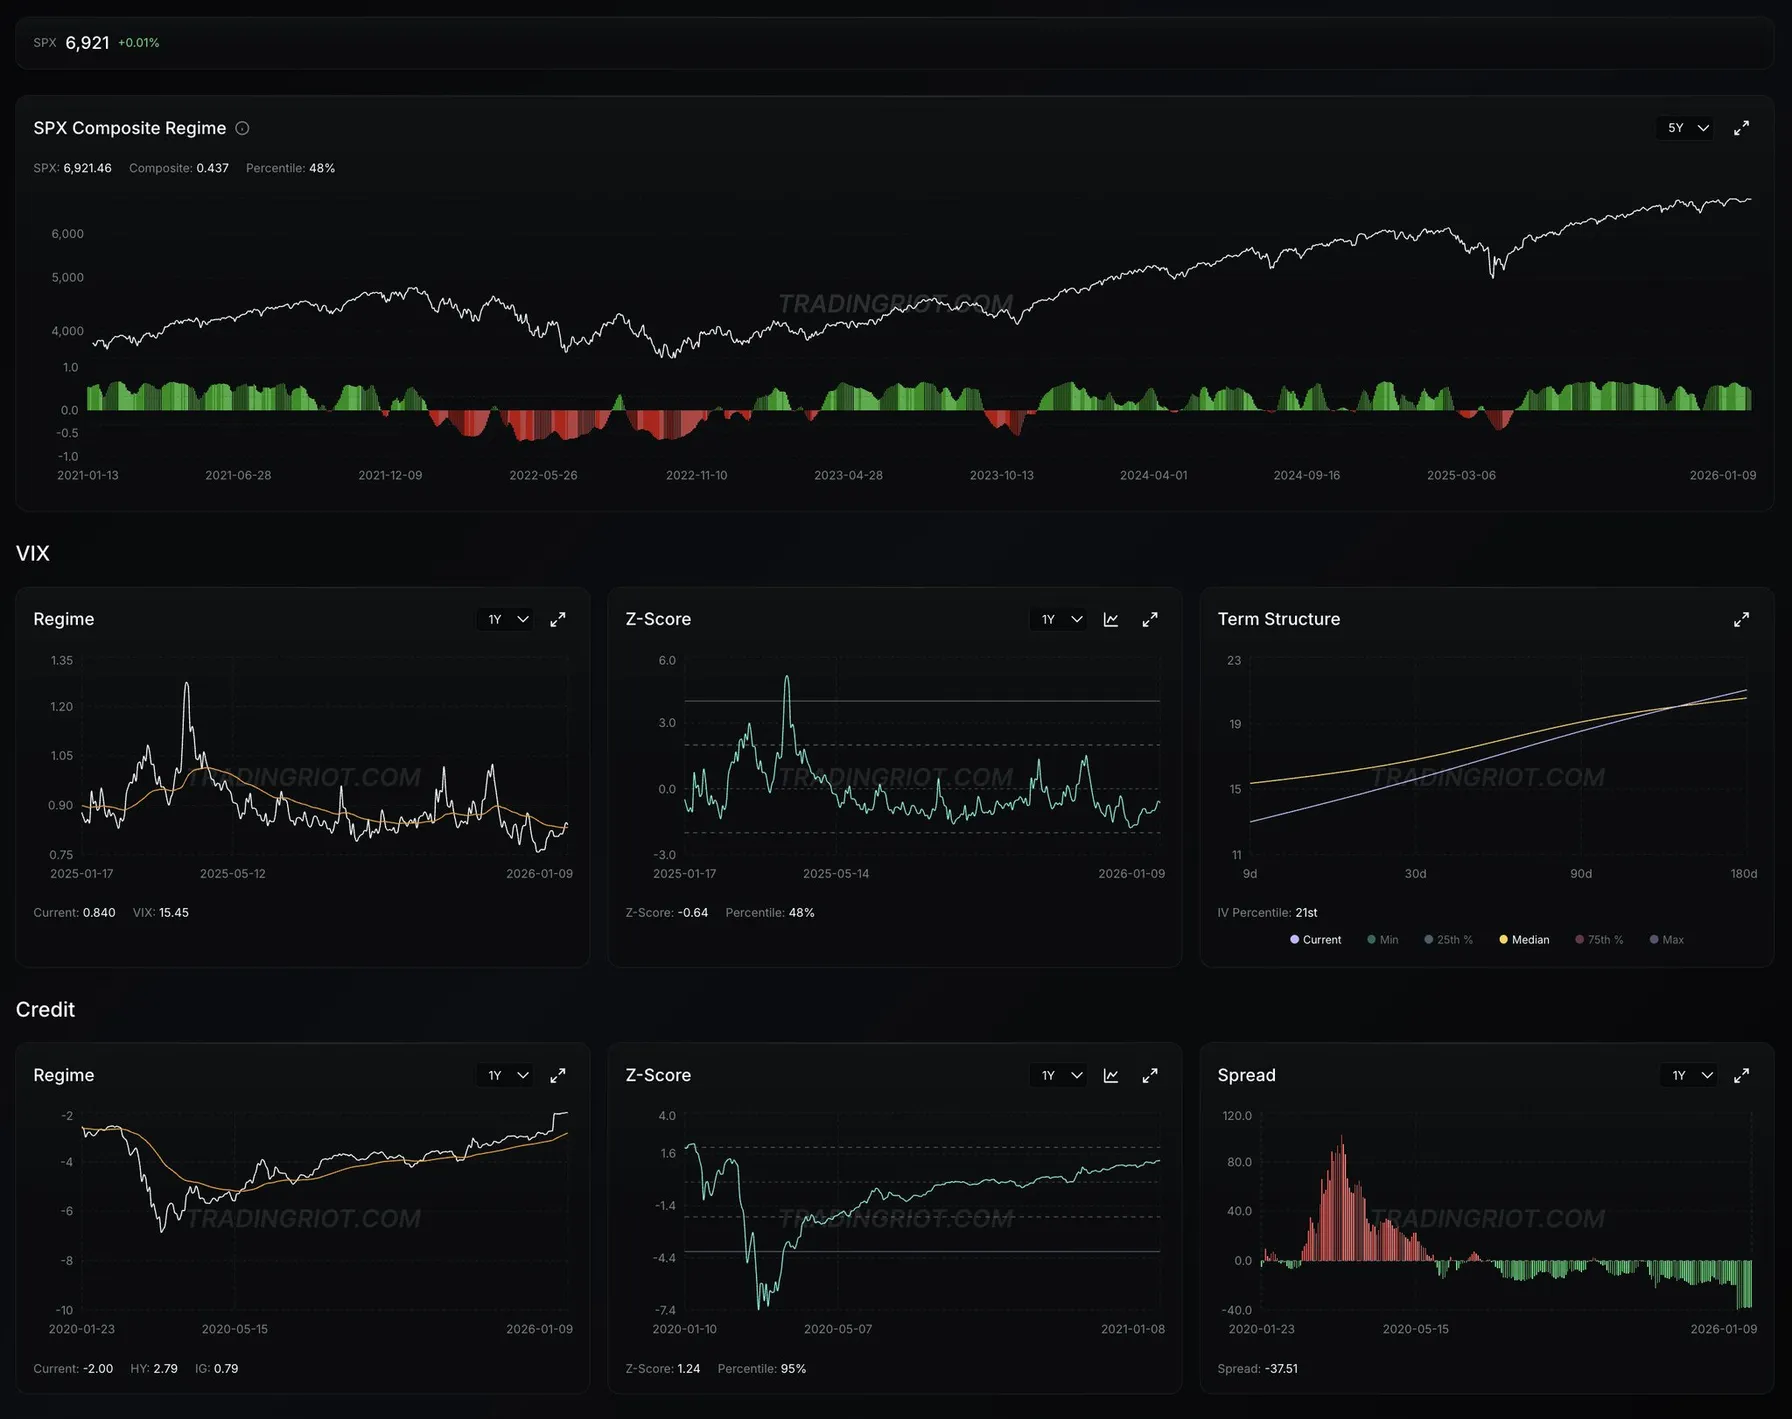 SPX 6,921 +0.01%
SPX Composite Regime
5Y
SPX: 6,921.46 Composite: 0.437 Percentile: 48%
6,000
5,000
4,000
1.0
0.0
-0.5
-1.0
TRADINGRIOT.COM
2021-01-13 2021-06-28 2021-12-09 2022-05-26 2022-11-10 2023-04-28 2023-10-13 2024-04-01 2024-09-16 2025-03-06 2026-01-09
VIX
Regime
1Y
1.35
1.20
1.05
0.90
0.75
TRADINGRIOT.COM
2025-01-17 2025-05-12 2026-01-09
Current: 0.840 VIX: 15.45
Z-Score
1Y
6.0
3.0
0.0
-3.0
TRADINGRIOT.COM
2025-01-17 2025-05-14 2026-01-09
Z-Score: -0.64 Percentile: 48%
Term Structure
23
19
15
11
TRADINGRIOT.COM
9d 30d 90d 180d
IV Percentile: 21st
Current Min 25th % Median 75th % Max
Credit
Regime
1Y
-2
-4
-6
-8
-10
TRADINGRIOT.COM
2020-01-23 2020-05-15 2026-01-09
Current: -2.00 HY: 2.79 IG: 0.79
Z-Score
1Y
4.0
1.6
-1.4
-4.4
-7.4
TRADINGRIOT.COM
2020-01-10 2020-05-07 2021-01-08
Z-Score: 1.24 Percentile: 95%
Spread
1Y
120.0
80.0
40.0
0.0
-40.0
TRADINGRIOT.COM
2020-01-23 2020-05-15 2026-01-09
Spread: -37.51